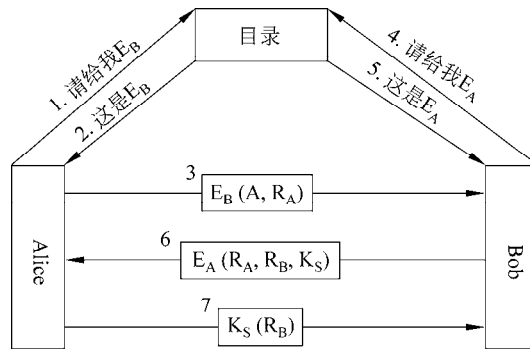 目录
1. 请给我E_B
2. 这是E_B
4. 请给我E_A
5. 这是E_A
Alice
3
E_B (A, R_A)
6
E_A (R_A, R_B, K_S)
7
K_S (R_B)
Bob